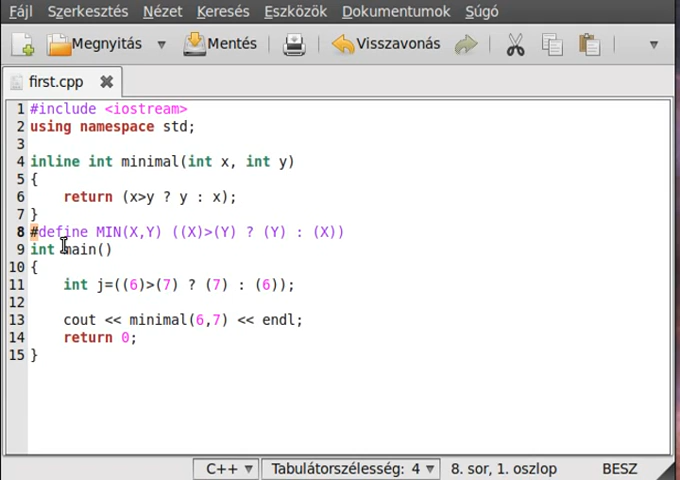 Fájl Szerkesztés Nézet Keresés Eszközök Dokumentumok Súgó
Megnyitás Mentés Visszavonás
first.cpp
1 #include <iostream>
2 using namespace std;
3
4 inline int minimal(int x, int y)
5 {
6     return (x>y ? y : x);
7 }
8 #define MIN(X,Y) ((X)>(Y) ? (Y) : (X))
9 int main()
10 {
11     int j=((6)>(7) ? (7) : (6));
12
13     cout << minimal(6,7) << endl;
14     return 0;
15 }
C++ Tabulátorszélesség: 4 8. sor, 1. oszlop BESZ